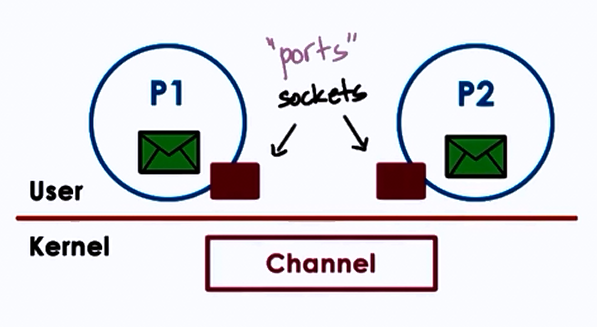 "ports"
sockets
P1
P2
User
Kernel
Channel